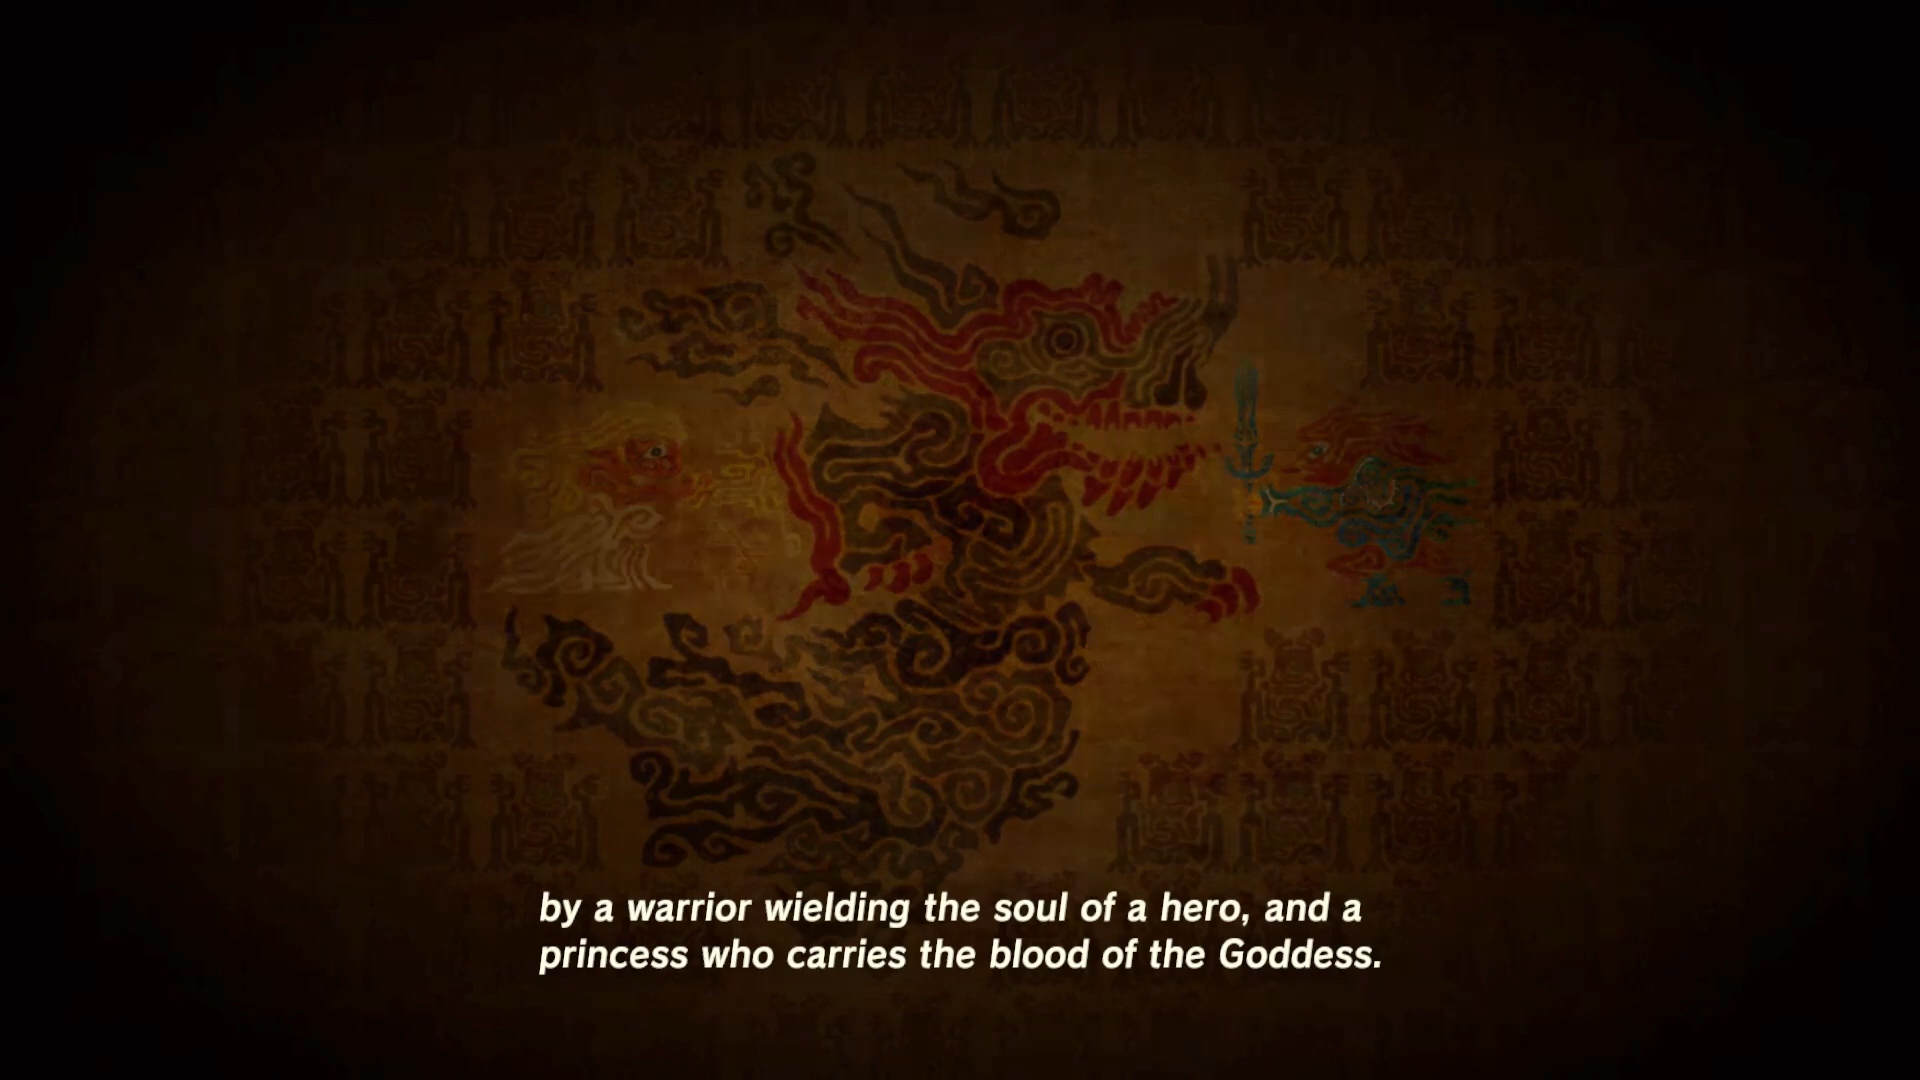 by a warrior wielding the soul of a hero, and a
princess who carries the blood of the Goddess.